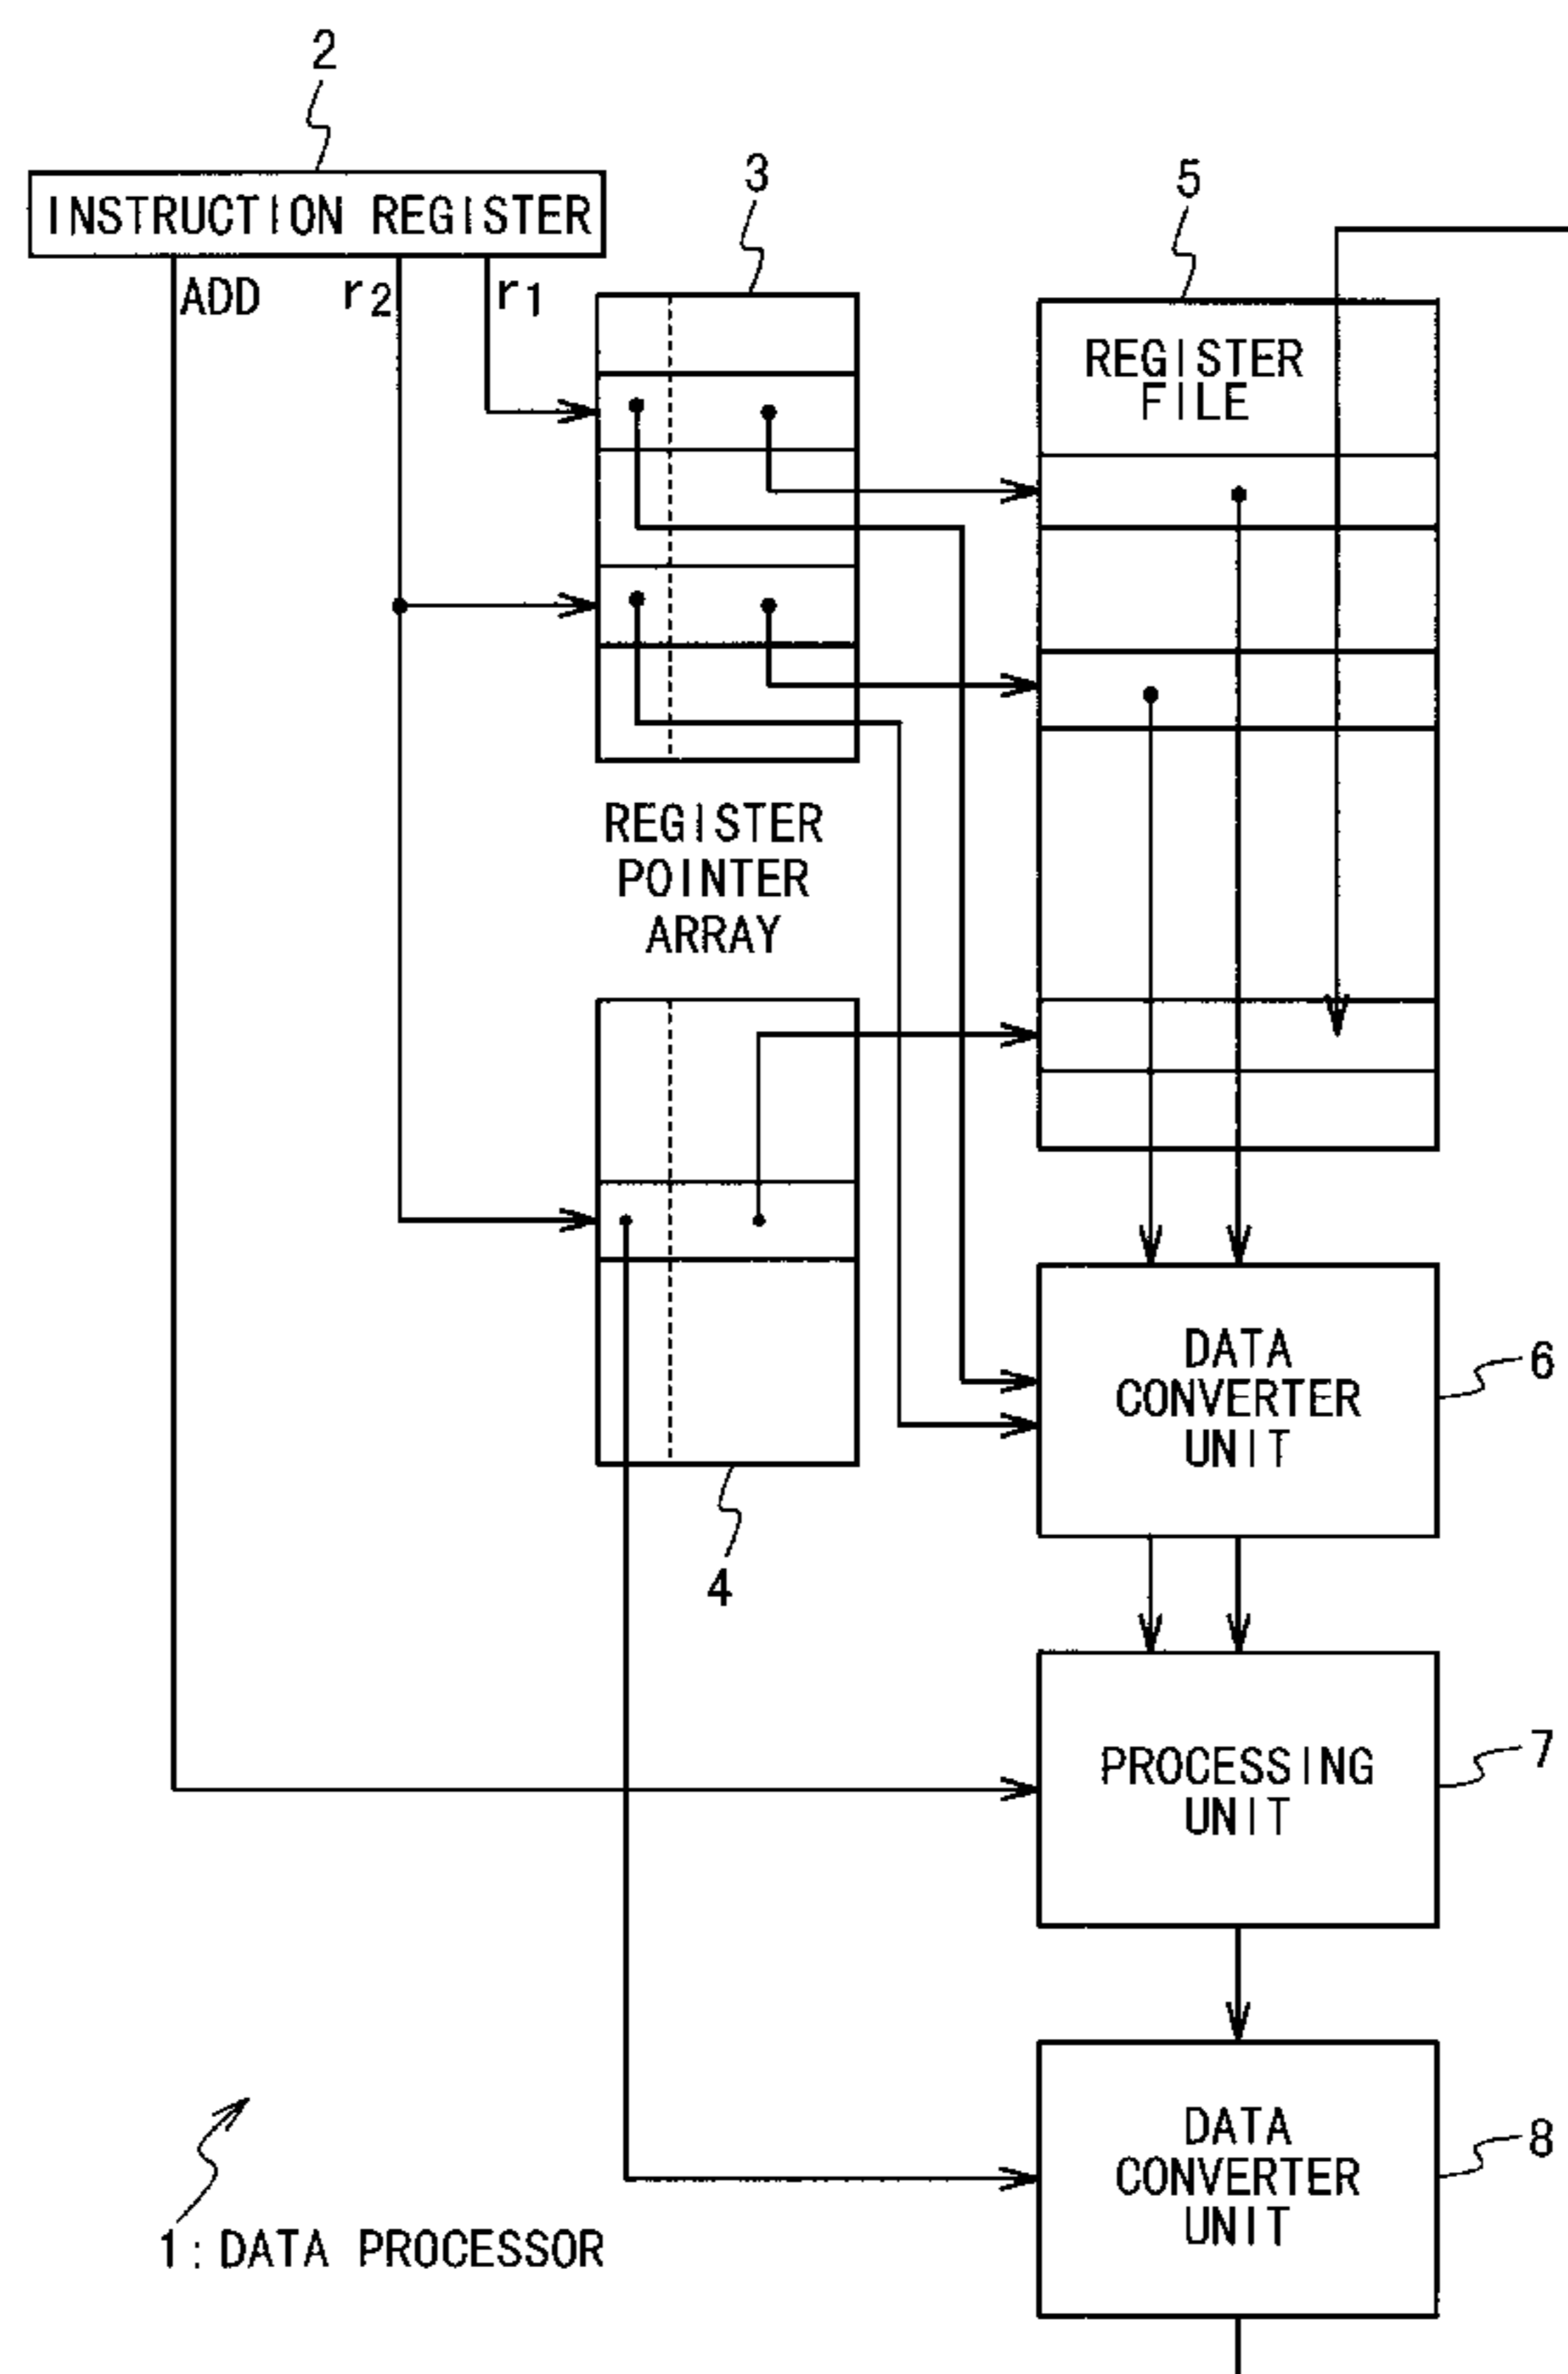 2
INSTRUCTION REGISTER
3
5
ADD r2 r1
REGISTER
FILE
REGISTER
POINTER
ARRAY
DATA
CONVERTER
UNIT
6
4
PROCESSING
UNIT
7
DATA
CONVERTER
UNIT
8
1: DATA PROCESSOR